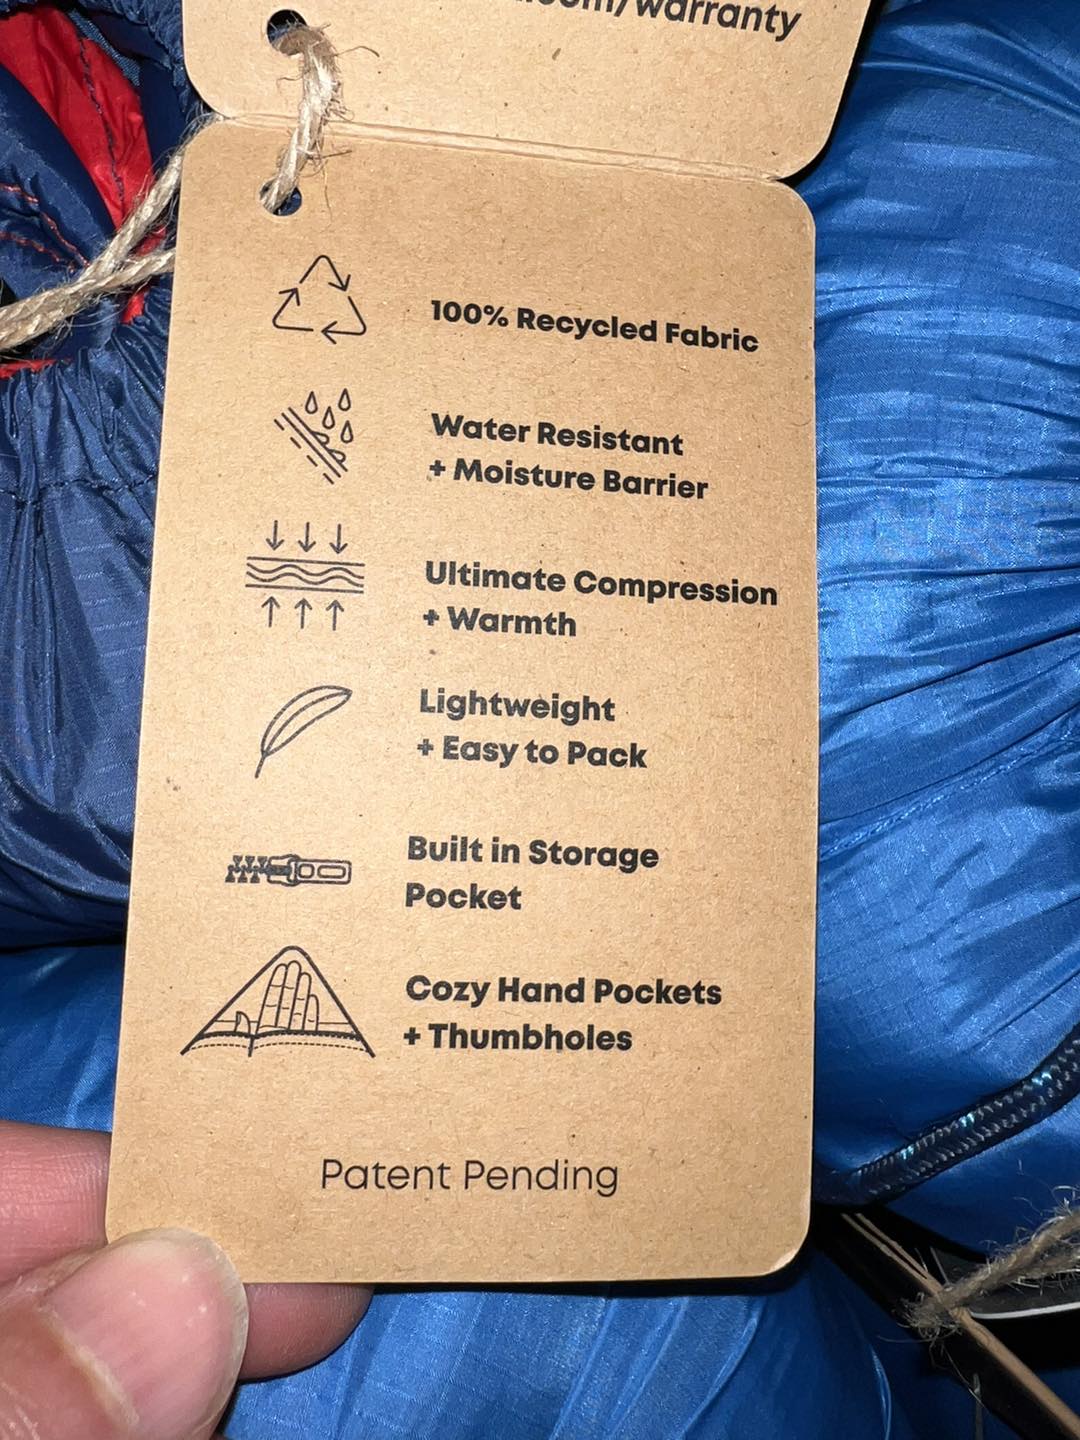 .com/warranty
100% Recycled Fabric
Water Resistant
+ Moisture Barrier
Ultimate Compression
+ Warmth
Lightweight
+ Easy to Pack
Built in Storage
Pocket
Cozy Hand Pockets
+ Thumbholes
Patent Pending